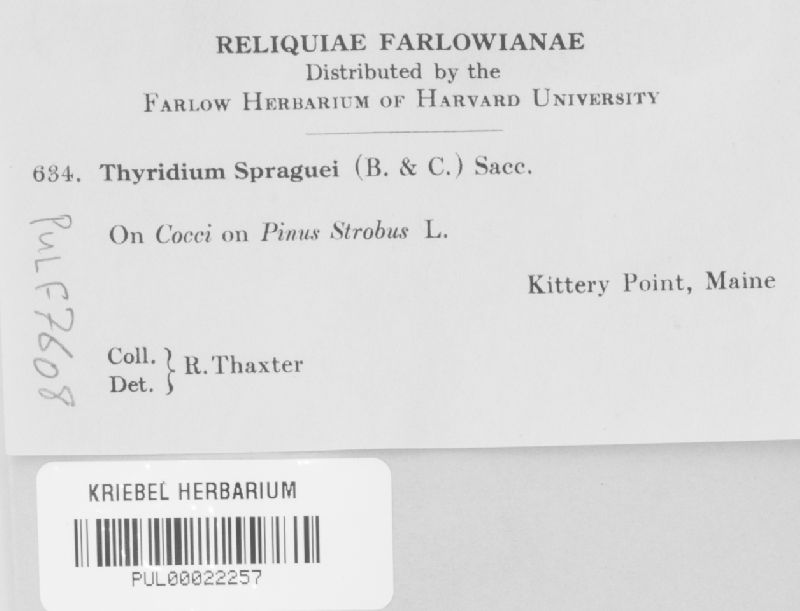 RELIQUIAE FARLOWIANAE
Distributed by the
FARLOW HERBARIUM OF HARVARD UNIVERSITY
684. Thyridium Spraguei (B. & C.) Sacc.
On Cocci on Pinus Strobus L.
Kittery Point, Maine
Coll.
Det. } R. Thaxter
PULF7608
KRIEBEL HERBARIUM
PUL00022257